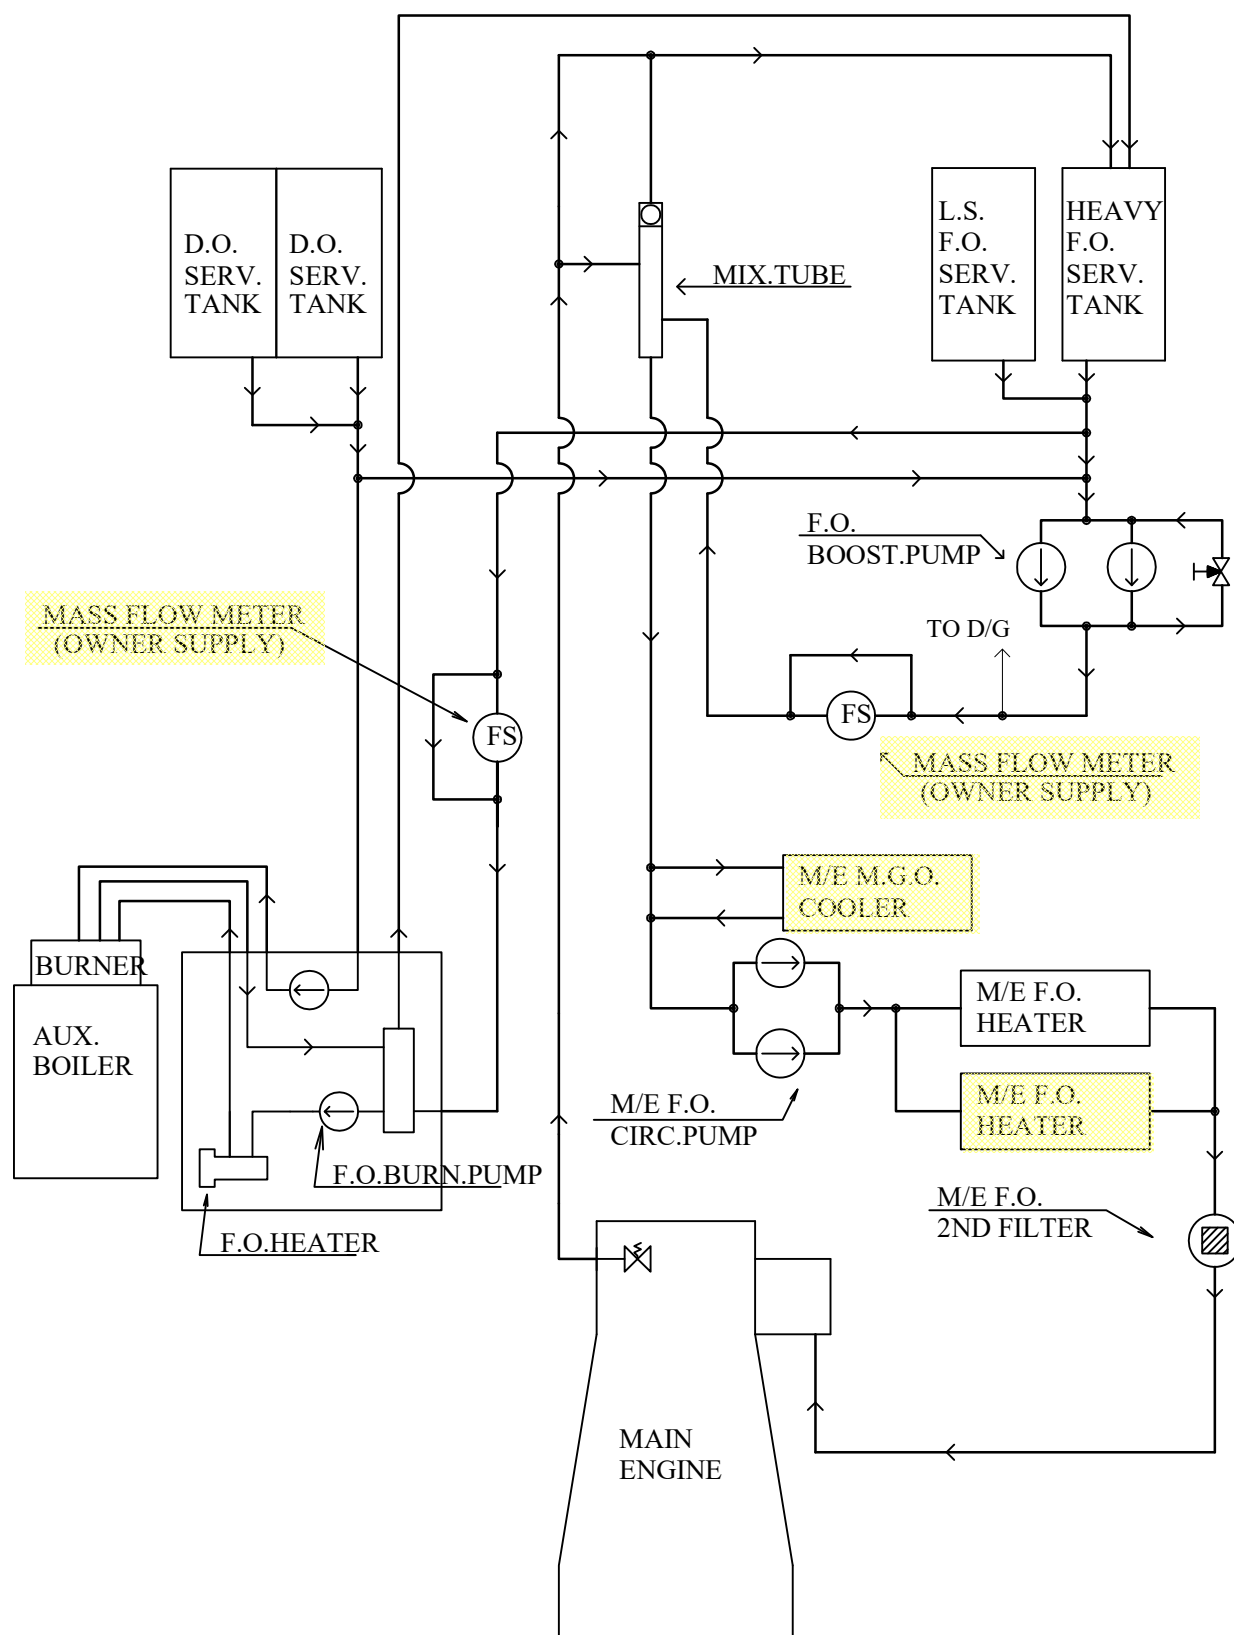 D.O.
SERV.
TANK
D.O.
SERV.
TANK
MIX.TUBE
L.S.
F.O.
SERV.
TANK
HEAVY
F.O.
SERV.
TANK
F.O.
BOOST.PUMP
MASS FLOW METER
(OWNER SUPPLY)
TO D/G
FS
FS
MASS FLOW METER
(OWNER SUPPLY)
M/E M.G.O.
COOLER
BURNER
AUX.
BOILER
M/E F.O.
HEATER
M/E F.O.
CIRC.PUMP
M/E F.O.
HEATER
F.O.BURN.PUMP
M/E F.O.
2ND FILTER
F.O.HEATER
MAIN
ENGINE